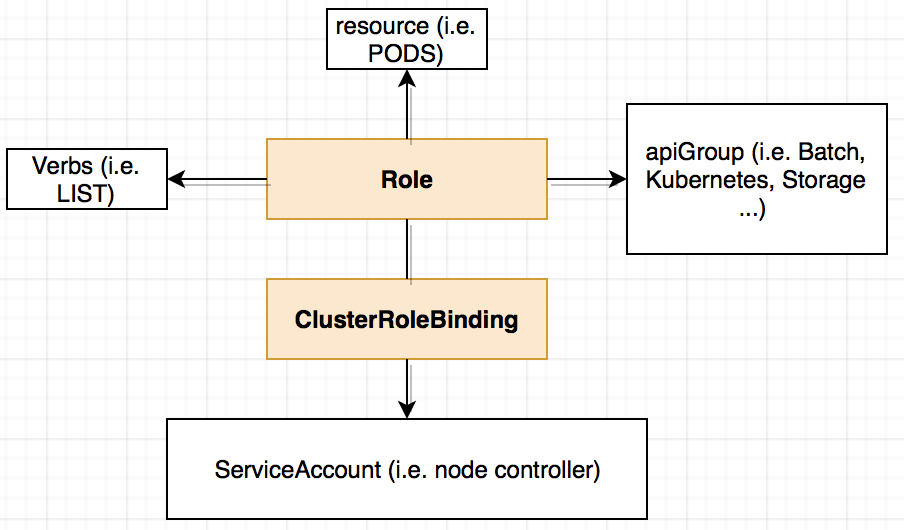 resource (i.e.
PODS)
Verbs (i.e.
LIST)
Role
apiGroup (i.e. Batch,
Kubernetes, Storage
...)
ClusterRoleBinding
ServiceAccount (i.e. node controller)